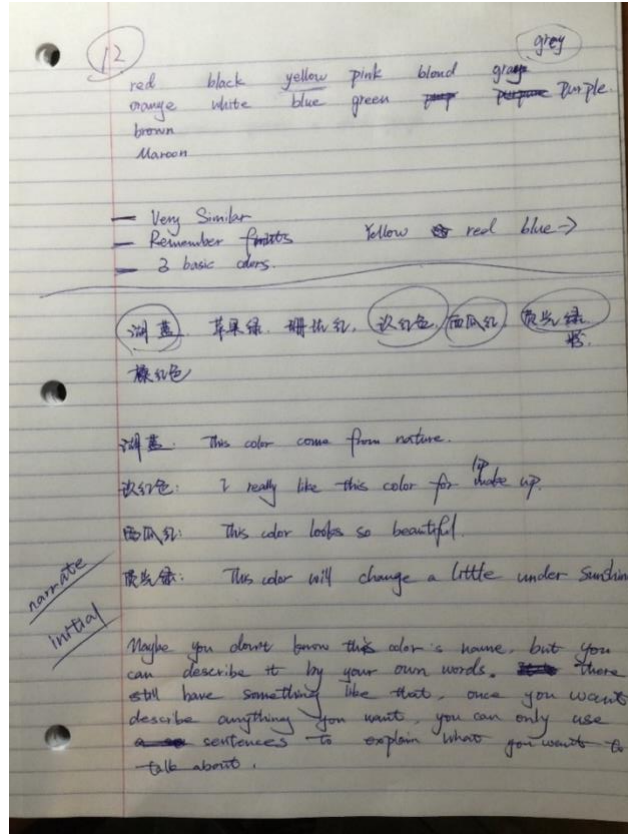 12
grey
red black yellow pink blond gray
orange white blue green purple.
brown
Maroon
— Very Similar
— Remember
Yellow red blue →
— 3 basic colors.
湖蓝. 苹果绿. 珊瑚红. 玫红色. 西瓜红. 荧光绿
橡红色
湖蓝: This color come from nature.
玫红色: I really like this color for lip make up.
西瓜红: This color looks so beautiful.
荧光绿: This color will change a little under Sunshin
narrate
initial
Maybe you don't know this color's name. but you
can describe it by your own words. there
still have something like that. once you want
describe anything you want, you can only use
sentences to explain what you want to
talk about.